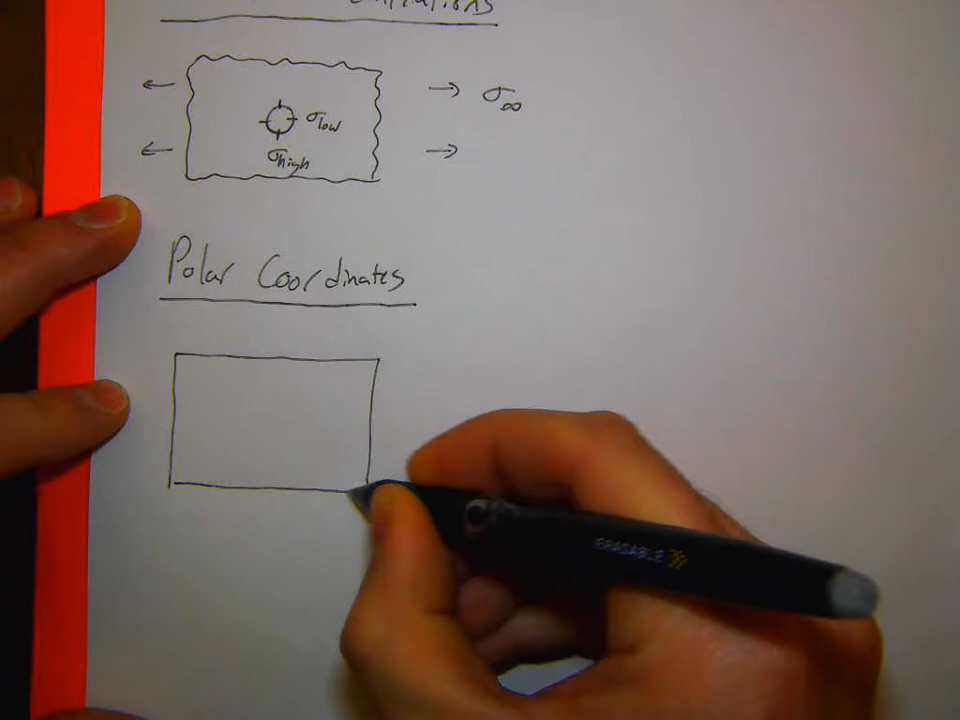 σ∞
σlow
σhigh
Polar Coordinates
ERASABLE